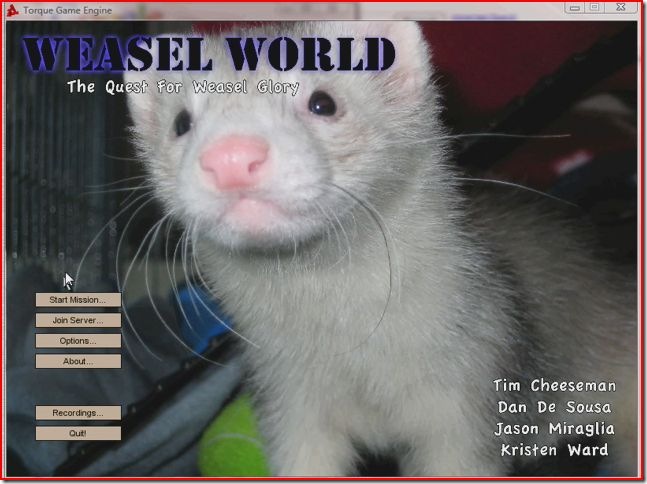 Torque Game Engine
WEASEL WORLD
The Quest For Weasel Glory
Start Mission...
Join Server...
Options...
About...
Recordings...
Quit!
Tim Cheeseman
Dan De Sousa
Jason Miraglia
Kristen Ward